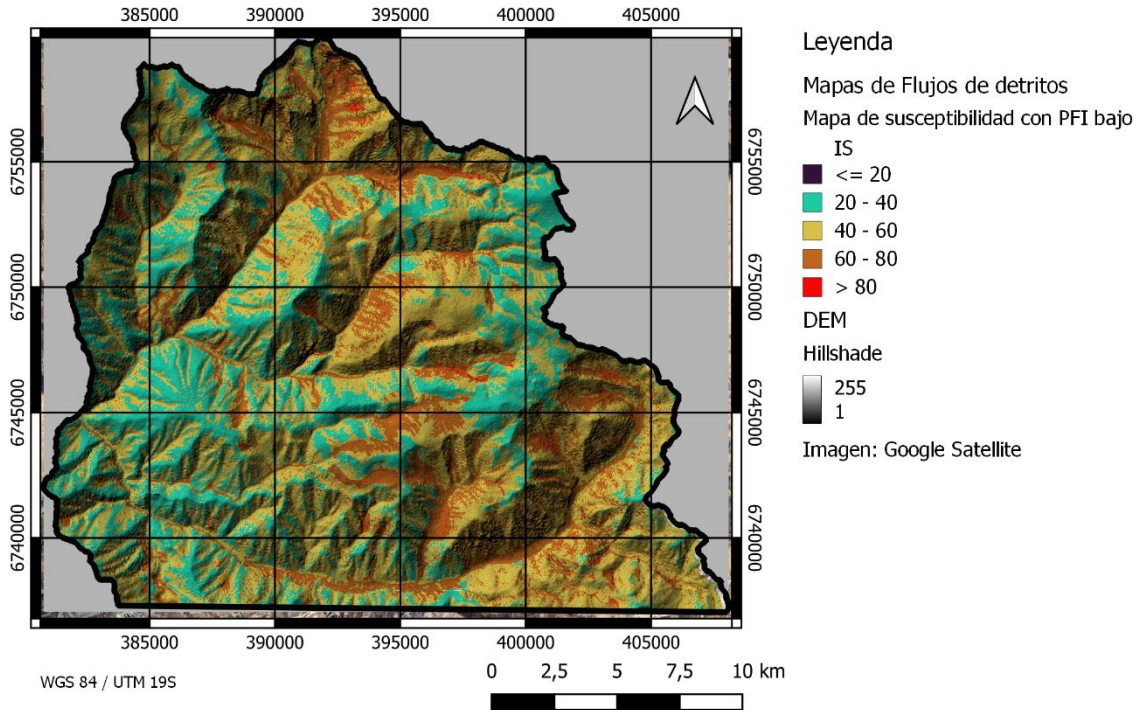 385000 390000 395000 400000 405000
6755000
6750000
6745000
6740000
6755000
6750000
6745000
6740000
385000 390000 395000 400000 405000
WGS 84 / UTM 19S
0 2,5 5 7,5 10 km
Leyenda
Mapas de Flujos de detritos
Mapa de susceptibilidad con PFI bajo
IS
<= 20
20 - 40
40 - 60
60 - 80
> 80
DEM
Hillshade
255
1
Imagen: Google Satellite